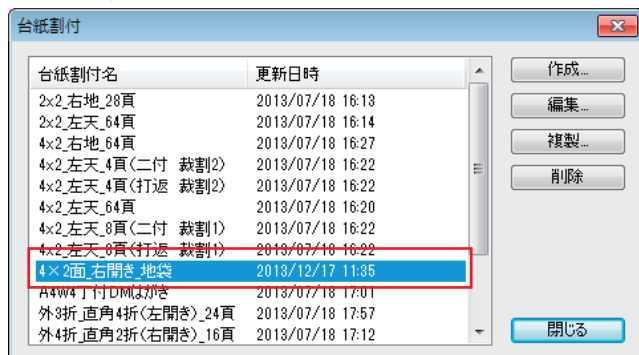 台紙割付
台紙割付名 更新日時
2x2_右地_28頁 2013/07/18 16:13
2x2_左天_64頁 2013/07/18 16:14
4x2_右地_64頁 2013/07/18 16:27
4x2_左天_4頁(二付 裁割2) 2013/07/18 16:22
4x2_左天_4頁(打返 裁割2) 2013/07/18 16:22
4x2_左天_64頁 2013/07/18 16:20
4x2_左天_8頁(二付 裁割1) 2013/07/18 16:22
4x2_左天_8頁(打返 裁割1) 2013/07/18 16:22
4×2面_右開き_地袋 2013/12/17 11:35
A4W4丁付DMはがき 2013/07/18 17:01
外3折_直角4折(左開き)_24頁 2013/07/18 17:57
外4折_直角2折(右開き)_16頁 2013/07/18 17:12
作成...
編集...
複製...
削除
閉じる